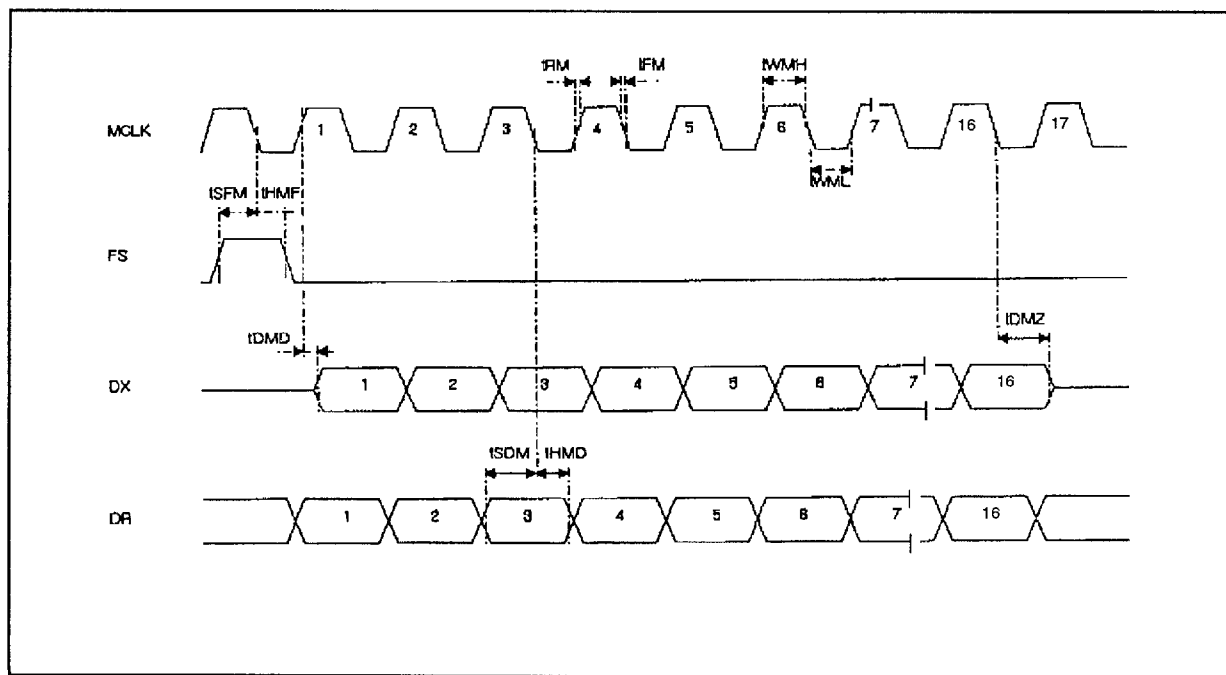 tRM tFM tWMH
MCLK 1 2 3 4 5 6 7 16 17
tWML
tSFM tHMF
FS
tDMD tDMZ
DX 1 2 3 4 5 6 7 16
tSDM tHMD
DR 1 2 3 4 5 6 7 16